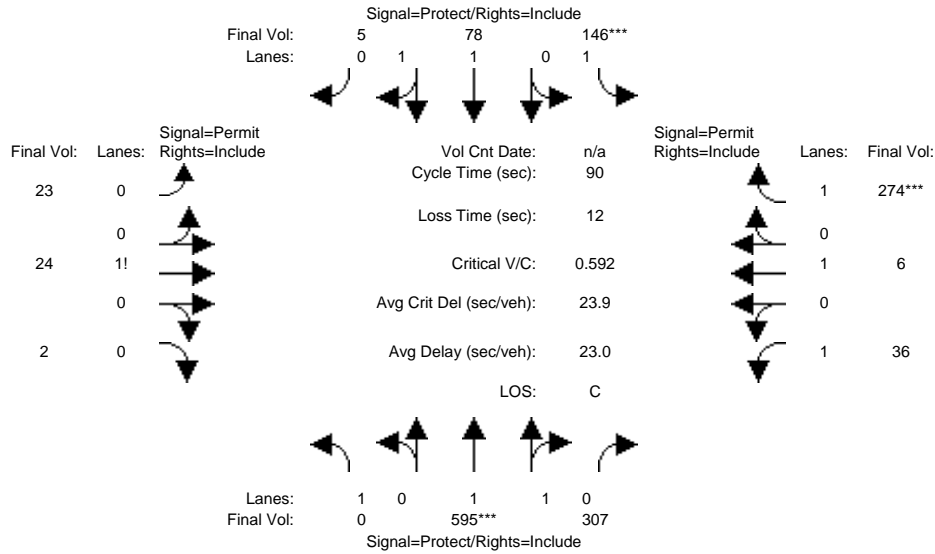 Signal=Protect/Rights=Include
Final Vol: 5 78 146***
Lanes: 0 1 1 0 1
Signal=Permit
Final Vol: Lanes: Rights=Include
Vol Cnt Date: n/a
Signal=Permit
Rights=Include Lanes: Final Vol:
Cycle Time (sec): 90
23 0
1 274***
Loss Time (sec): 12
0
0
24 1!
Critical V/C: 0.592
1 6
0
Avg Crit Del (sec/veh): 23.9
0
2 0
Avg Delay (sec/veh): 23.0
1 36
LOS: C
Lanes: 1 0 1 1 0
Final Vol: 0 595*** 307
Signal=Protect/Rights=Include